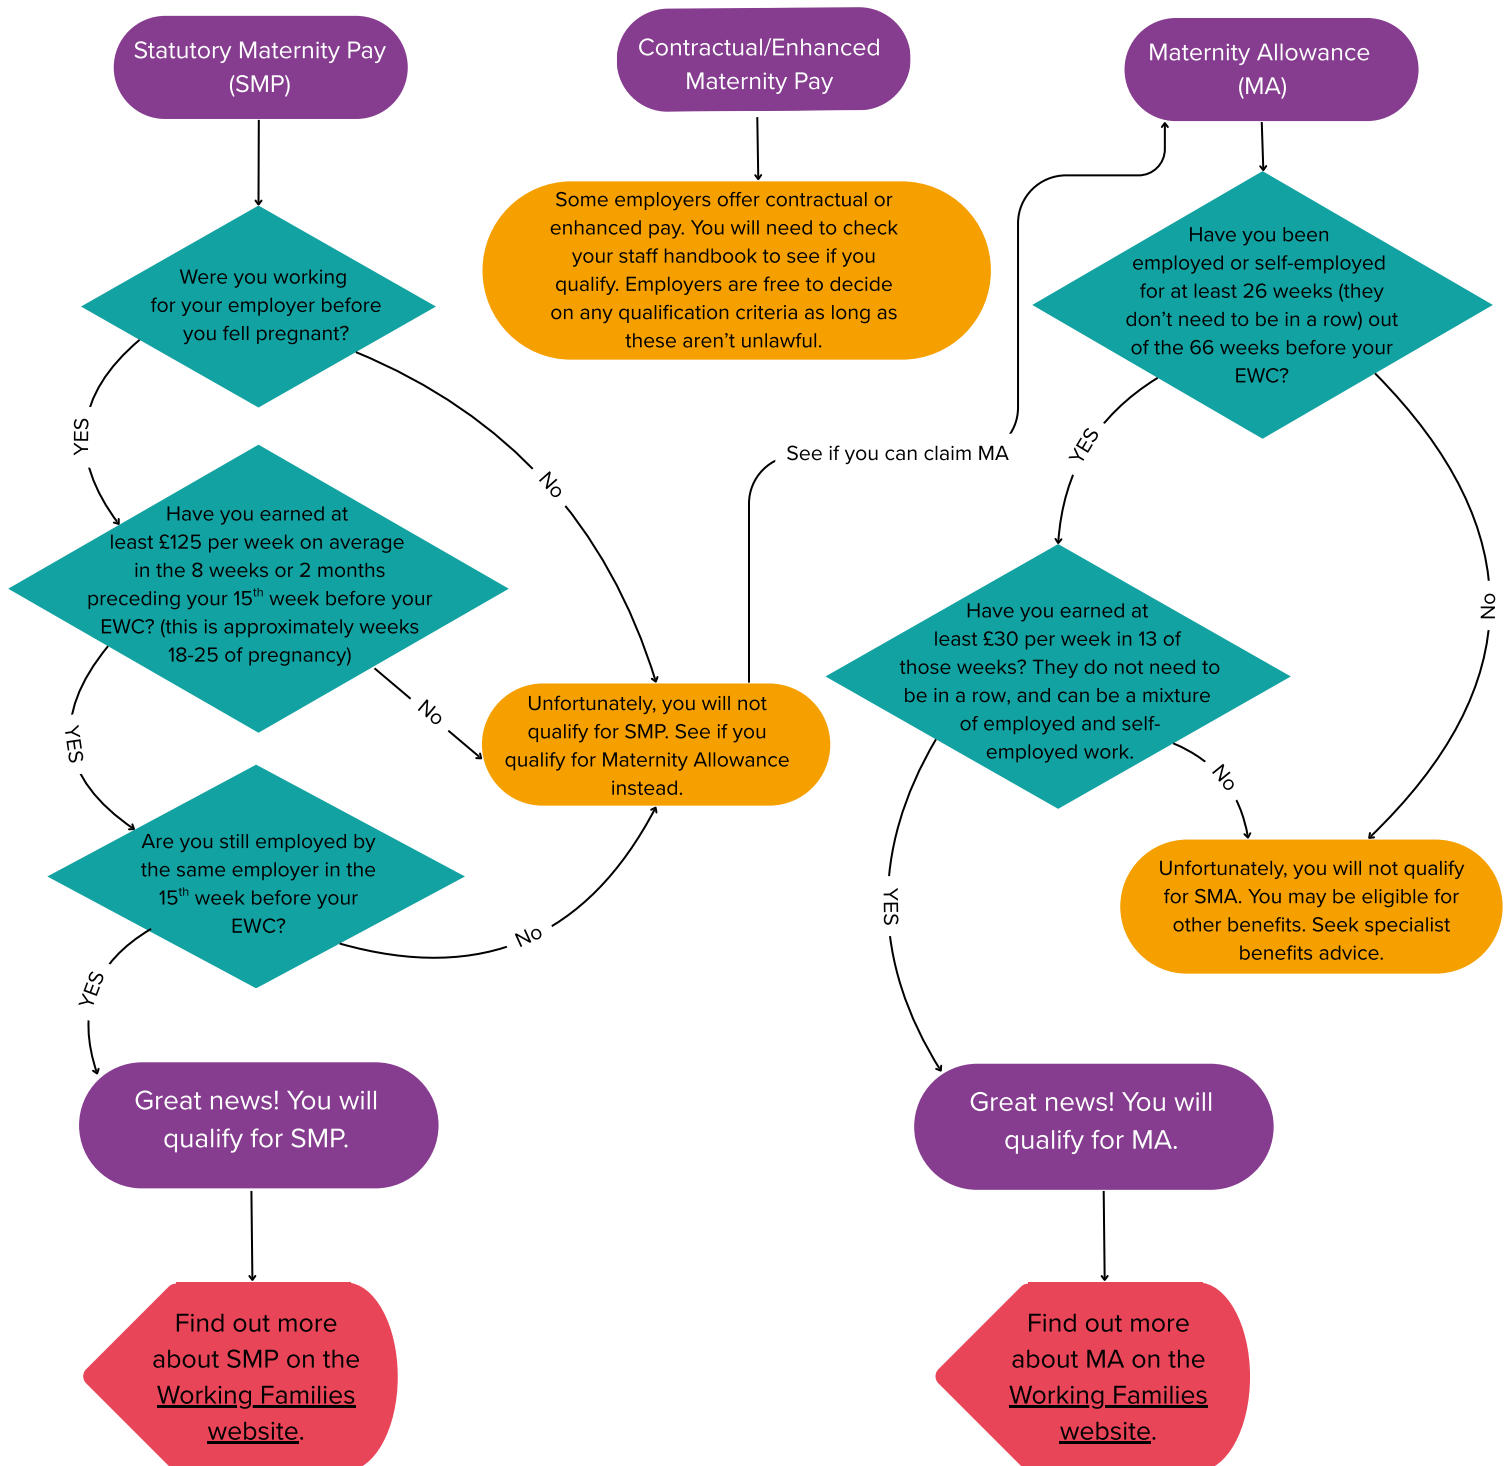 Statutory Maternity Pay
(SMP)
Were you working
for your employer before
you fell pregnant?
YES
No
Have you earned at
least £125 per week on average
in the 8 weeks or 2 months
preceding your 15th week before your
EWC? (this is approximately weeks
18-25 of pregnancy)
YES
No
Are you still employed by
the same employer in the
15th week before your
EWC?
YES
No
Great news! You will
qualify for SMP.
Find out more
about SMP on the
Working Families
website.
Contractual/Enhanced
Maternity Pay
Some employers offer contractual or
enhanced pay. You will need to check
your staff handbook to see if you
qualify. Employers are free to decide
on any qualification criteria as long as
these aren’t unlawful.
Unfortunately, you will not
qualify for SMP. See if you
qualify for Maternity Allowance
instead.
See if you can claim MA
Maternity Allowance
(MA)
Have you been
employed or self-employed
for at least 26 weeks (they
don’t need to be in a row) out
of the 66 weeks before your
EWC?
YES
No
Have you earned at
least £30 per week in 13 of
those weeks? They do not need to
be in a row, and can be a mixture
of employed and self-
employed work.
YES
No
Unfortunately, you will not qualify
for SMA. You may be eligible for
other benefits. Seek specialist
benefits advice.
Great news! You will
qualify for MA.
Find out more
about MA on the
Working Families
website.